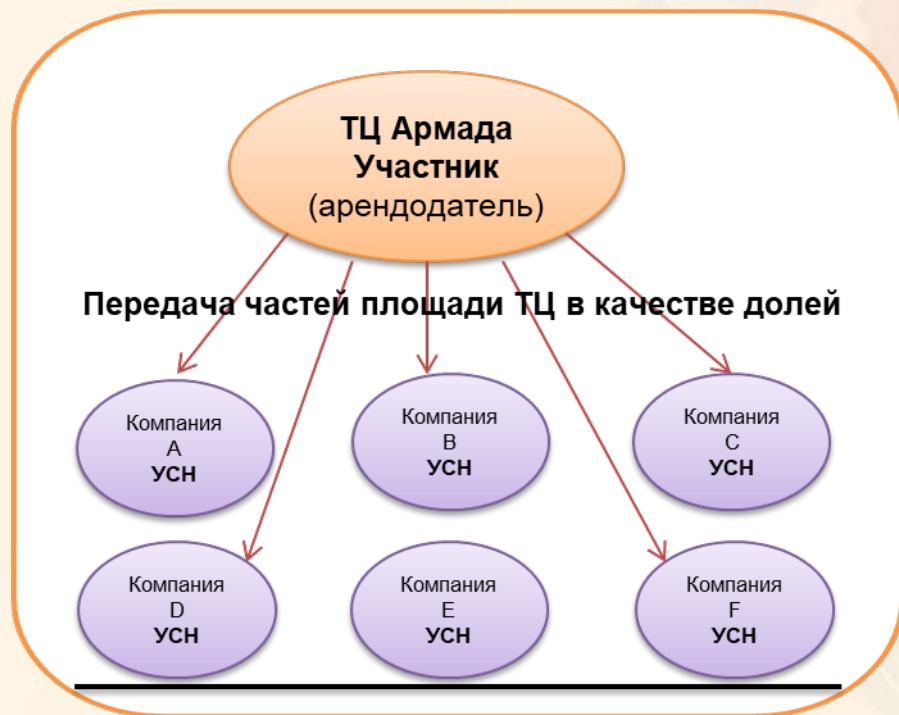 ТЦ Армада
Участник
(арендодатель)
Передача частей площади ТЦ в качестве долей
Компания
A
УСН
Компания
B
УСН
Компания
C
УСН
Компания
D
УСН
Компания
E
УСН
Компания
F
УСН